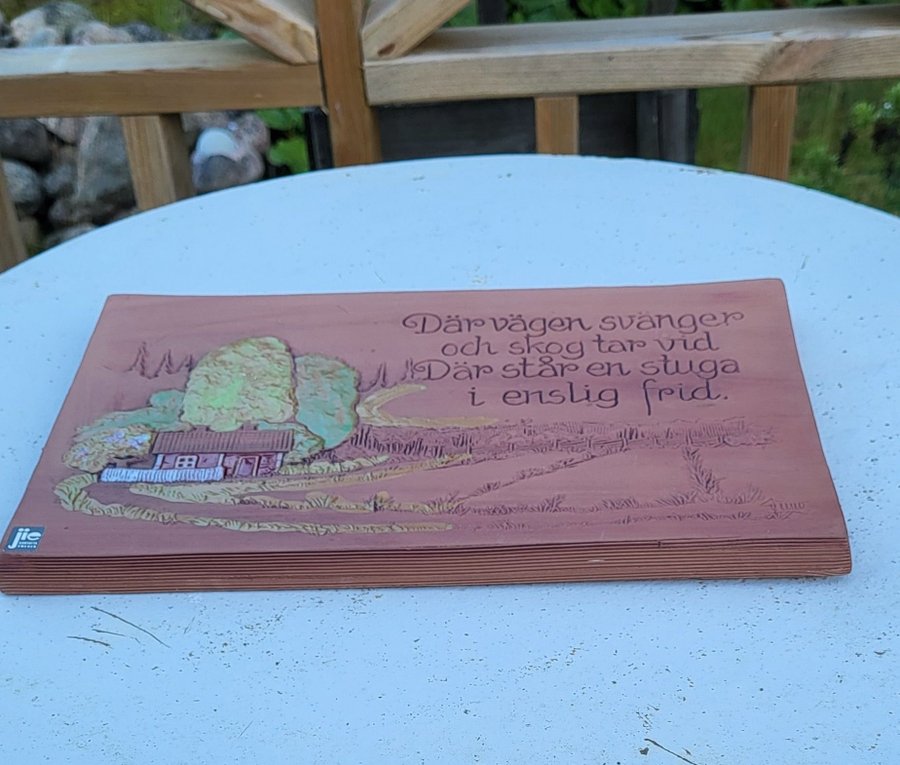 Där vägen svänger
och skog tar vid
Där står en stuga
i enslig frid.
jie